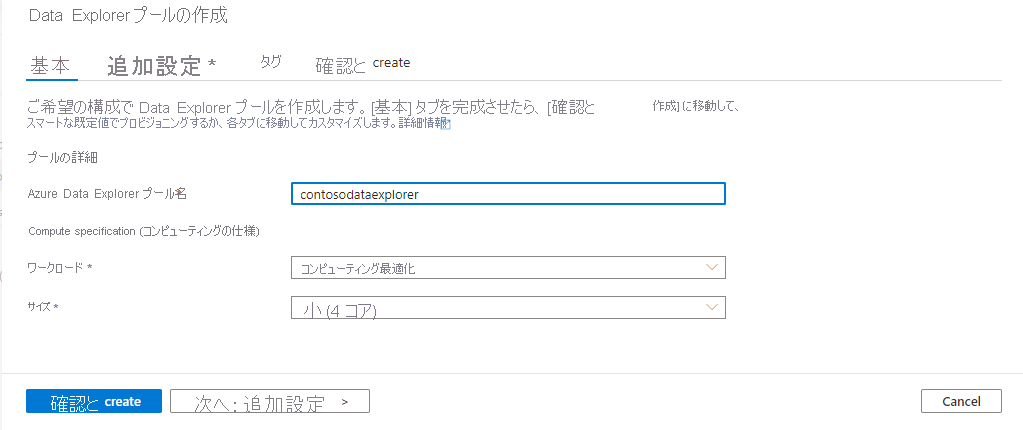 Data Explorer プールの作成
基本 追加設定 * タグ 確認と create
ご希望の構成で Data Explorer プールを作成します。[基本] タブを完成させたら、[確認と 作成] に移動して、
スマートな既定値でプロビジョニングするか、各タブに移動してカスタマイズします。詳細情報
プールの詳細
Azure Data Explorer プール名 * contosodataexplorer
Compute specification (コンピューティングの仕様)
ワークロード * コンピューティング最適化
サイズ * 小 (4 コア)
確認と create 次へ: 追加設定 > Cancel